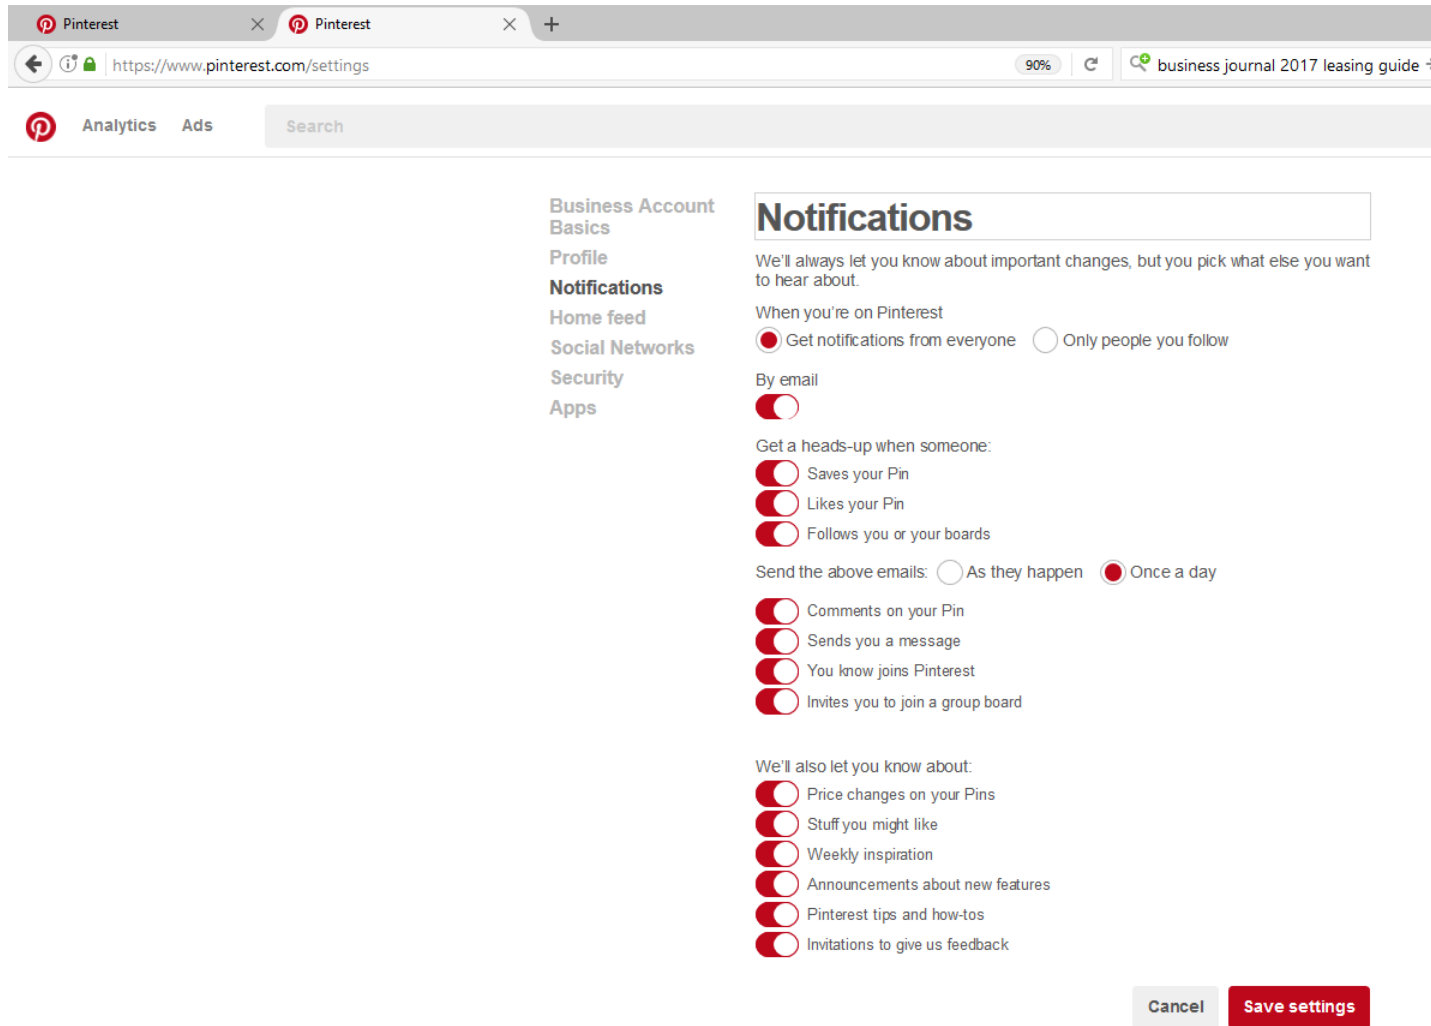 Pinterest
Pinterest
https://www.pinterest.com/settings
90%
business journal 2017 leasing guide
Analytics Ads Search
Business Account
Basics
Profile
Notifications
Home feed
Social Networks
Security
Apps
Notifications
We'll always let you know about important changes, but you pick what else you want
to hear about.
When you're on Pinterest
Get notifications from everyone Only people you follow
By email
Get a heads-up when someone:
Saves your Pin
Likes your Pin
Follows you or your boards
Send the above emails: As they happen Once a day
Comments on your Pin
Sends you a message
You know joins Pinterest
Invites you to join a group board
We'll also let you know about:
Price changes on your Pins
Stuff you might like
Weekly inspiration
Announcements about new features
Pinterest tips and how-tos
Invitations to give us feedback
Cancel Save settings